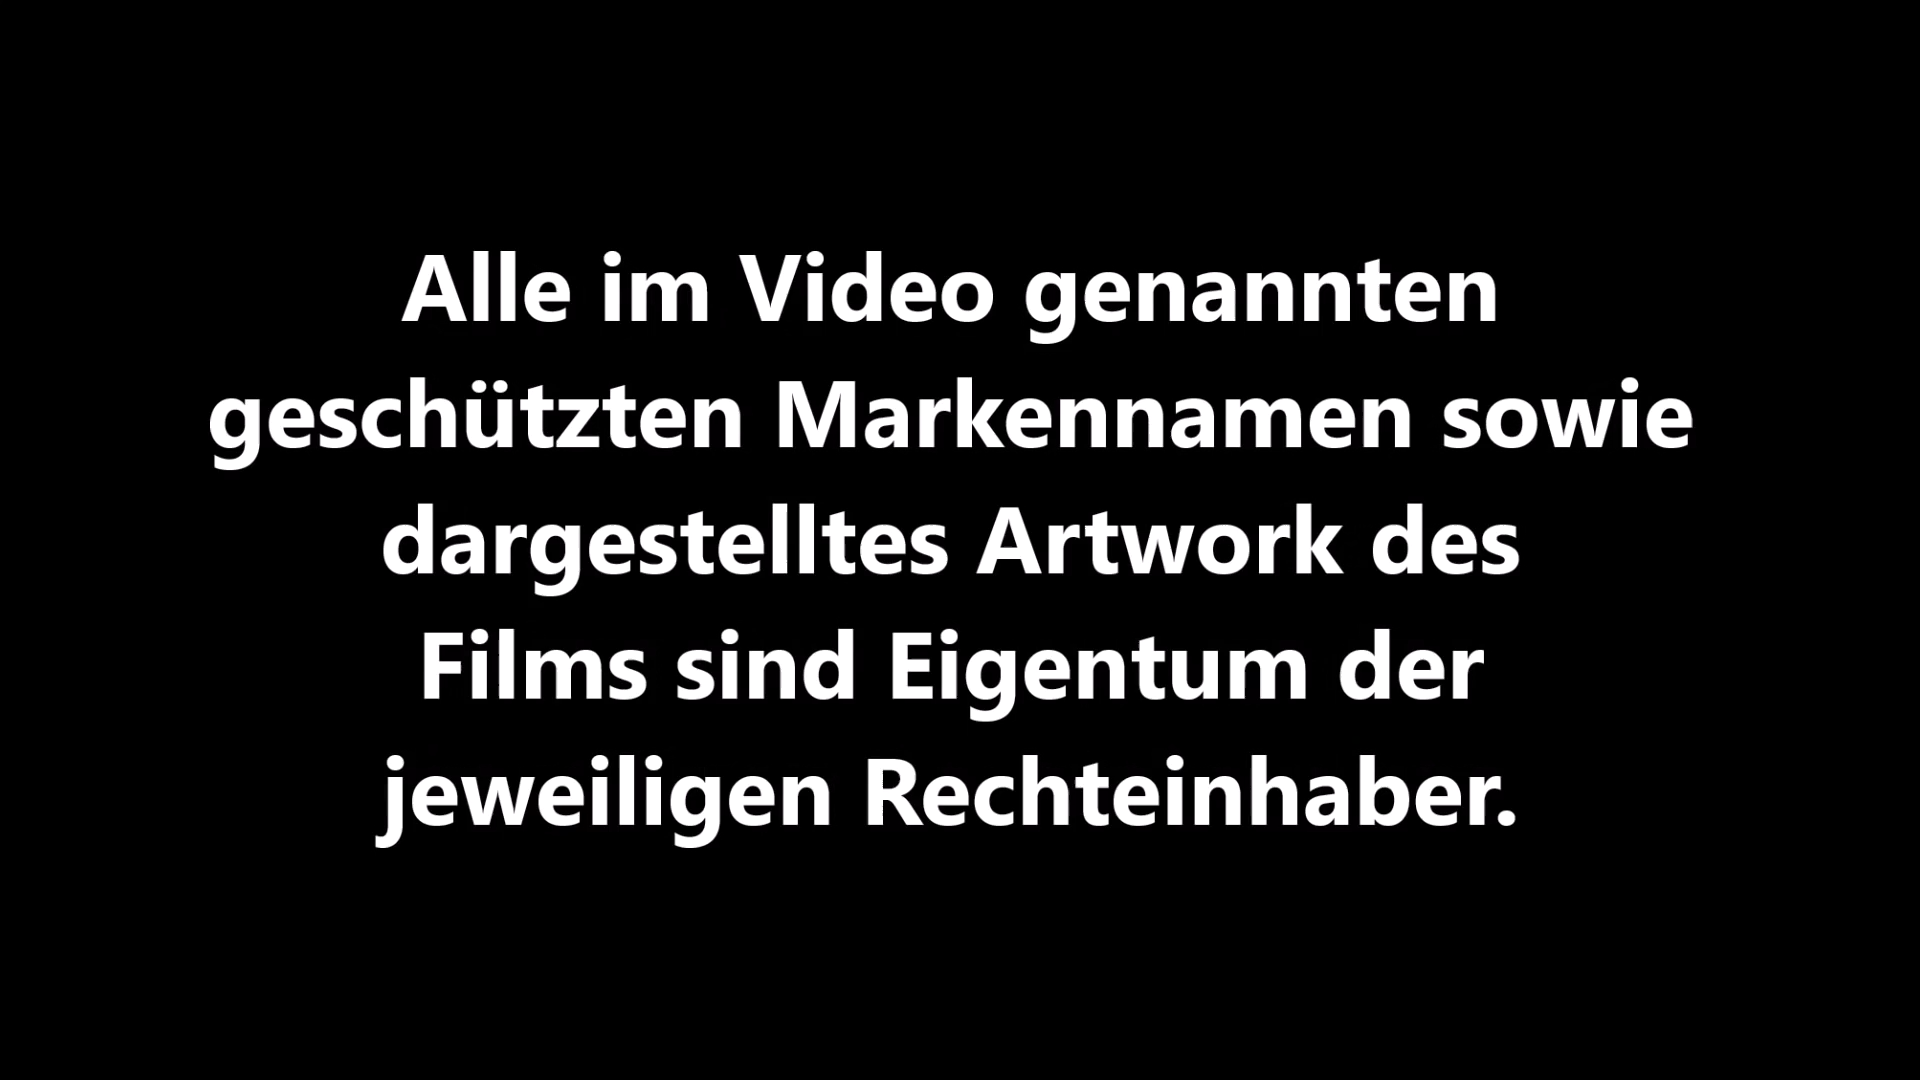 Alle im Video genannten
geschützten Markennamen sowie
dargestelltes Artwork des
Films sind Eigentum der
jeweiligen Rechteinhaber.